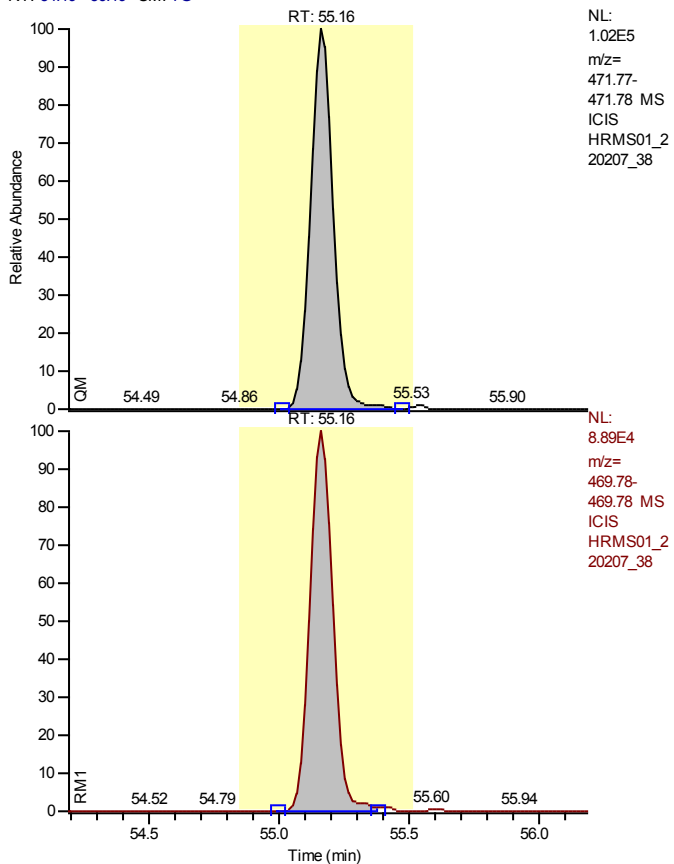 RT: 55.16
NL:
1.02E5
m/z=
471.77-
471.78 MS
ICIS
HRMS01_2
20207_38
100
90
80
70
60
50
40
30
20
10
0
Relative Abundance
QM
54.49
54.86
55.53
55.90
RT: 55.16
NL:
8.89E4
m/z=
469.78-
469.78 MS
ICIS
HRMS01_2
20207_38
100
90
80
70
60
50
40
30
20
10
0
RM1
54.52
54.79
55.60
55.94
54.5
55.0
55.5
56.0
Time (min)